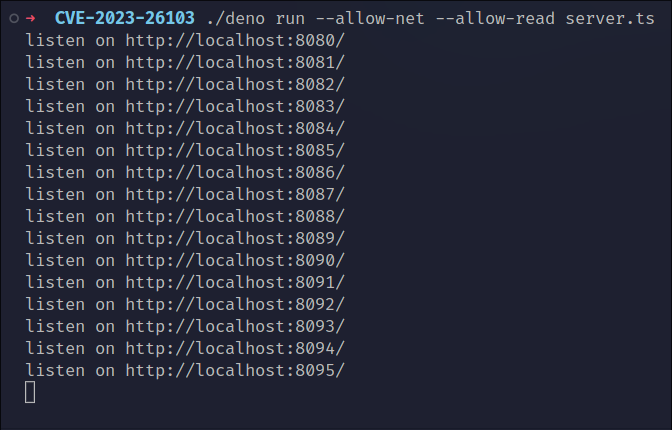 ➜ CVE-2023-26103 ./deno run --allow-net --allow-read server.ts
listen on http://localhost:8080/
listen on http://localhost:8081/
listen on http://localhost:8082/
listen on http://localhost:8083/
listen on http://localhost:8084/
listen on http://localhost:8085/
listen on http://localhost:8086/
listen on http://localhost:8087/
listen on http://localhost:8088/
listen on http://localhost:8089/
listen on http://localhost:8090/
listen on http://localhost:8091/
listen on http://localhost:8092/
listen on http://localhost:8093/
listen on http://localhost:8094/
listen on http://localhost:8095/